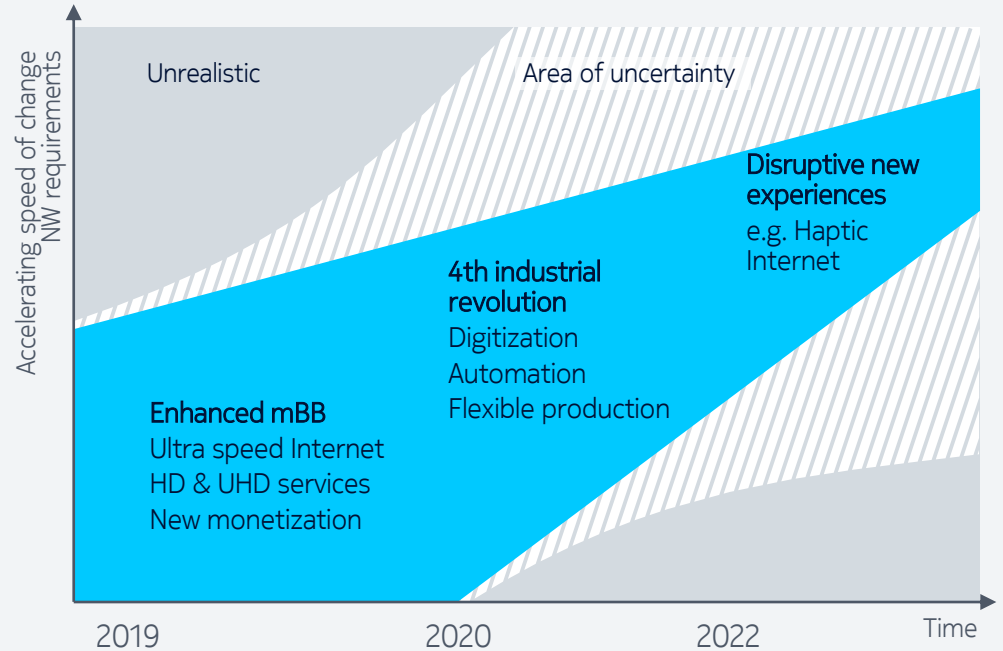 Accelerating speed of change
NW requirements
Unrealistic
Area of uncertainty
Disruptive new
experiences
e.g. Haptic
Internet
4th industrial
revolution
Digitization
Automation
Flexible production
Enhanced mBB
Ultra speed Internet
HD & UHD services
New monetization
2019
2020
2022
Time